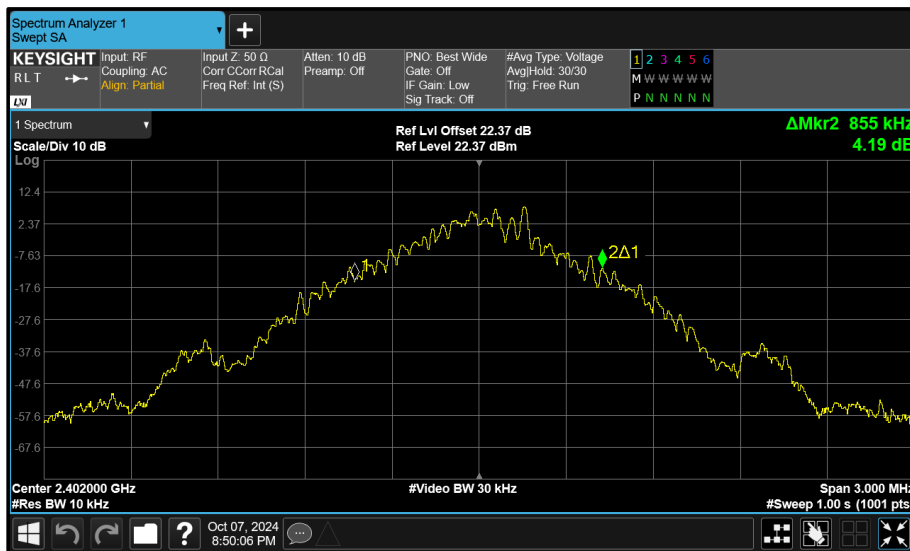 Spectrum Analyzer 1
Swept SA
KEYSIGHT
R L T
LXI
Input: RF
Coupling: AC
Align: Partial
Input Z: 50 Ω
Corr CCorr RCal
Freq Ref: Int (S)
Atten: 10 dB
Preamp: Off
PNO: Best Wide
Gate: Off
IF Gain: Low
Sig Track: Off
#Avg Type: Voltage
Avg|Hold: 30/30
Trig: Free Run
1 2 3 4 5 6
M W W W W W
P N N N N N
1 Spectrum
Scale/Div 10 dB
Log
Ref Lvl Offset 22.37 dB
Ref Level 22.37 dBm
ΔMkr2 855 kHz
4.19 dB
12.4
2.37
-7.63
-17.6
-27.6
-37.6
-47.6
-57.6
-67.6
1
2Δ1
Center 2.402000 GHz
#Res BW 10 kHz
#Video BW 30 kHz
Span 3.000 MHz
#Sweep 1.00 s (1001 pts
?
Oct 07, 2024
8:50:06 PM